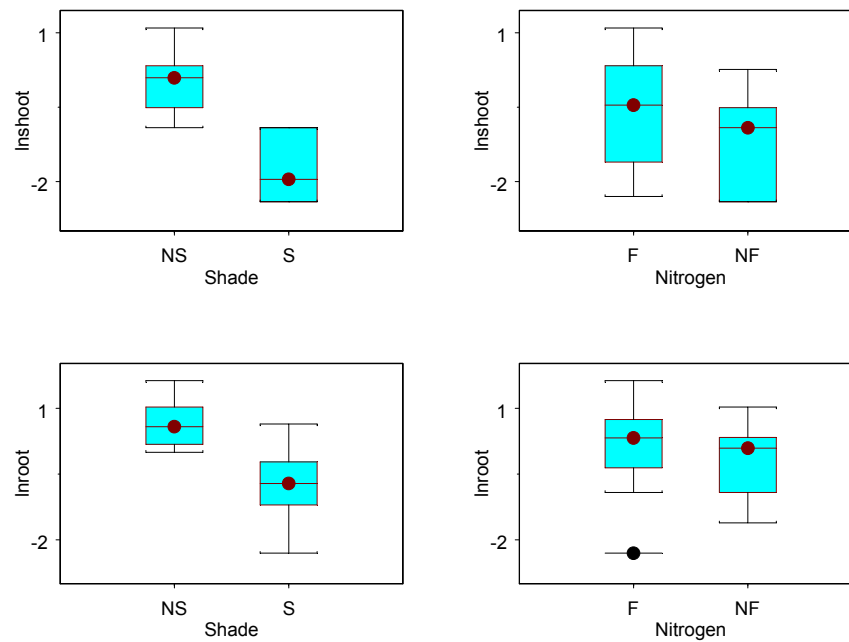 1
lnshoot
-2
NS S
Shade
1
lnshoot
-2
F NF
Nitrogen
1
lnroot
-2
NS S
Shade
1
lnroot
-2
F NF
Nitrogen